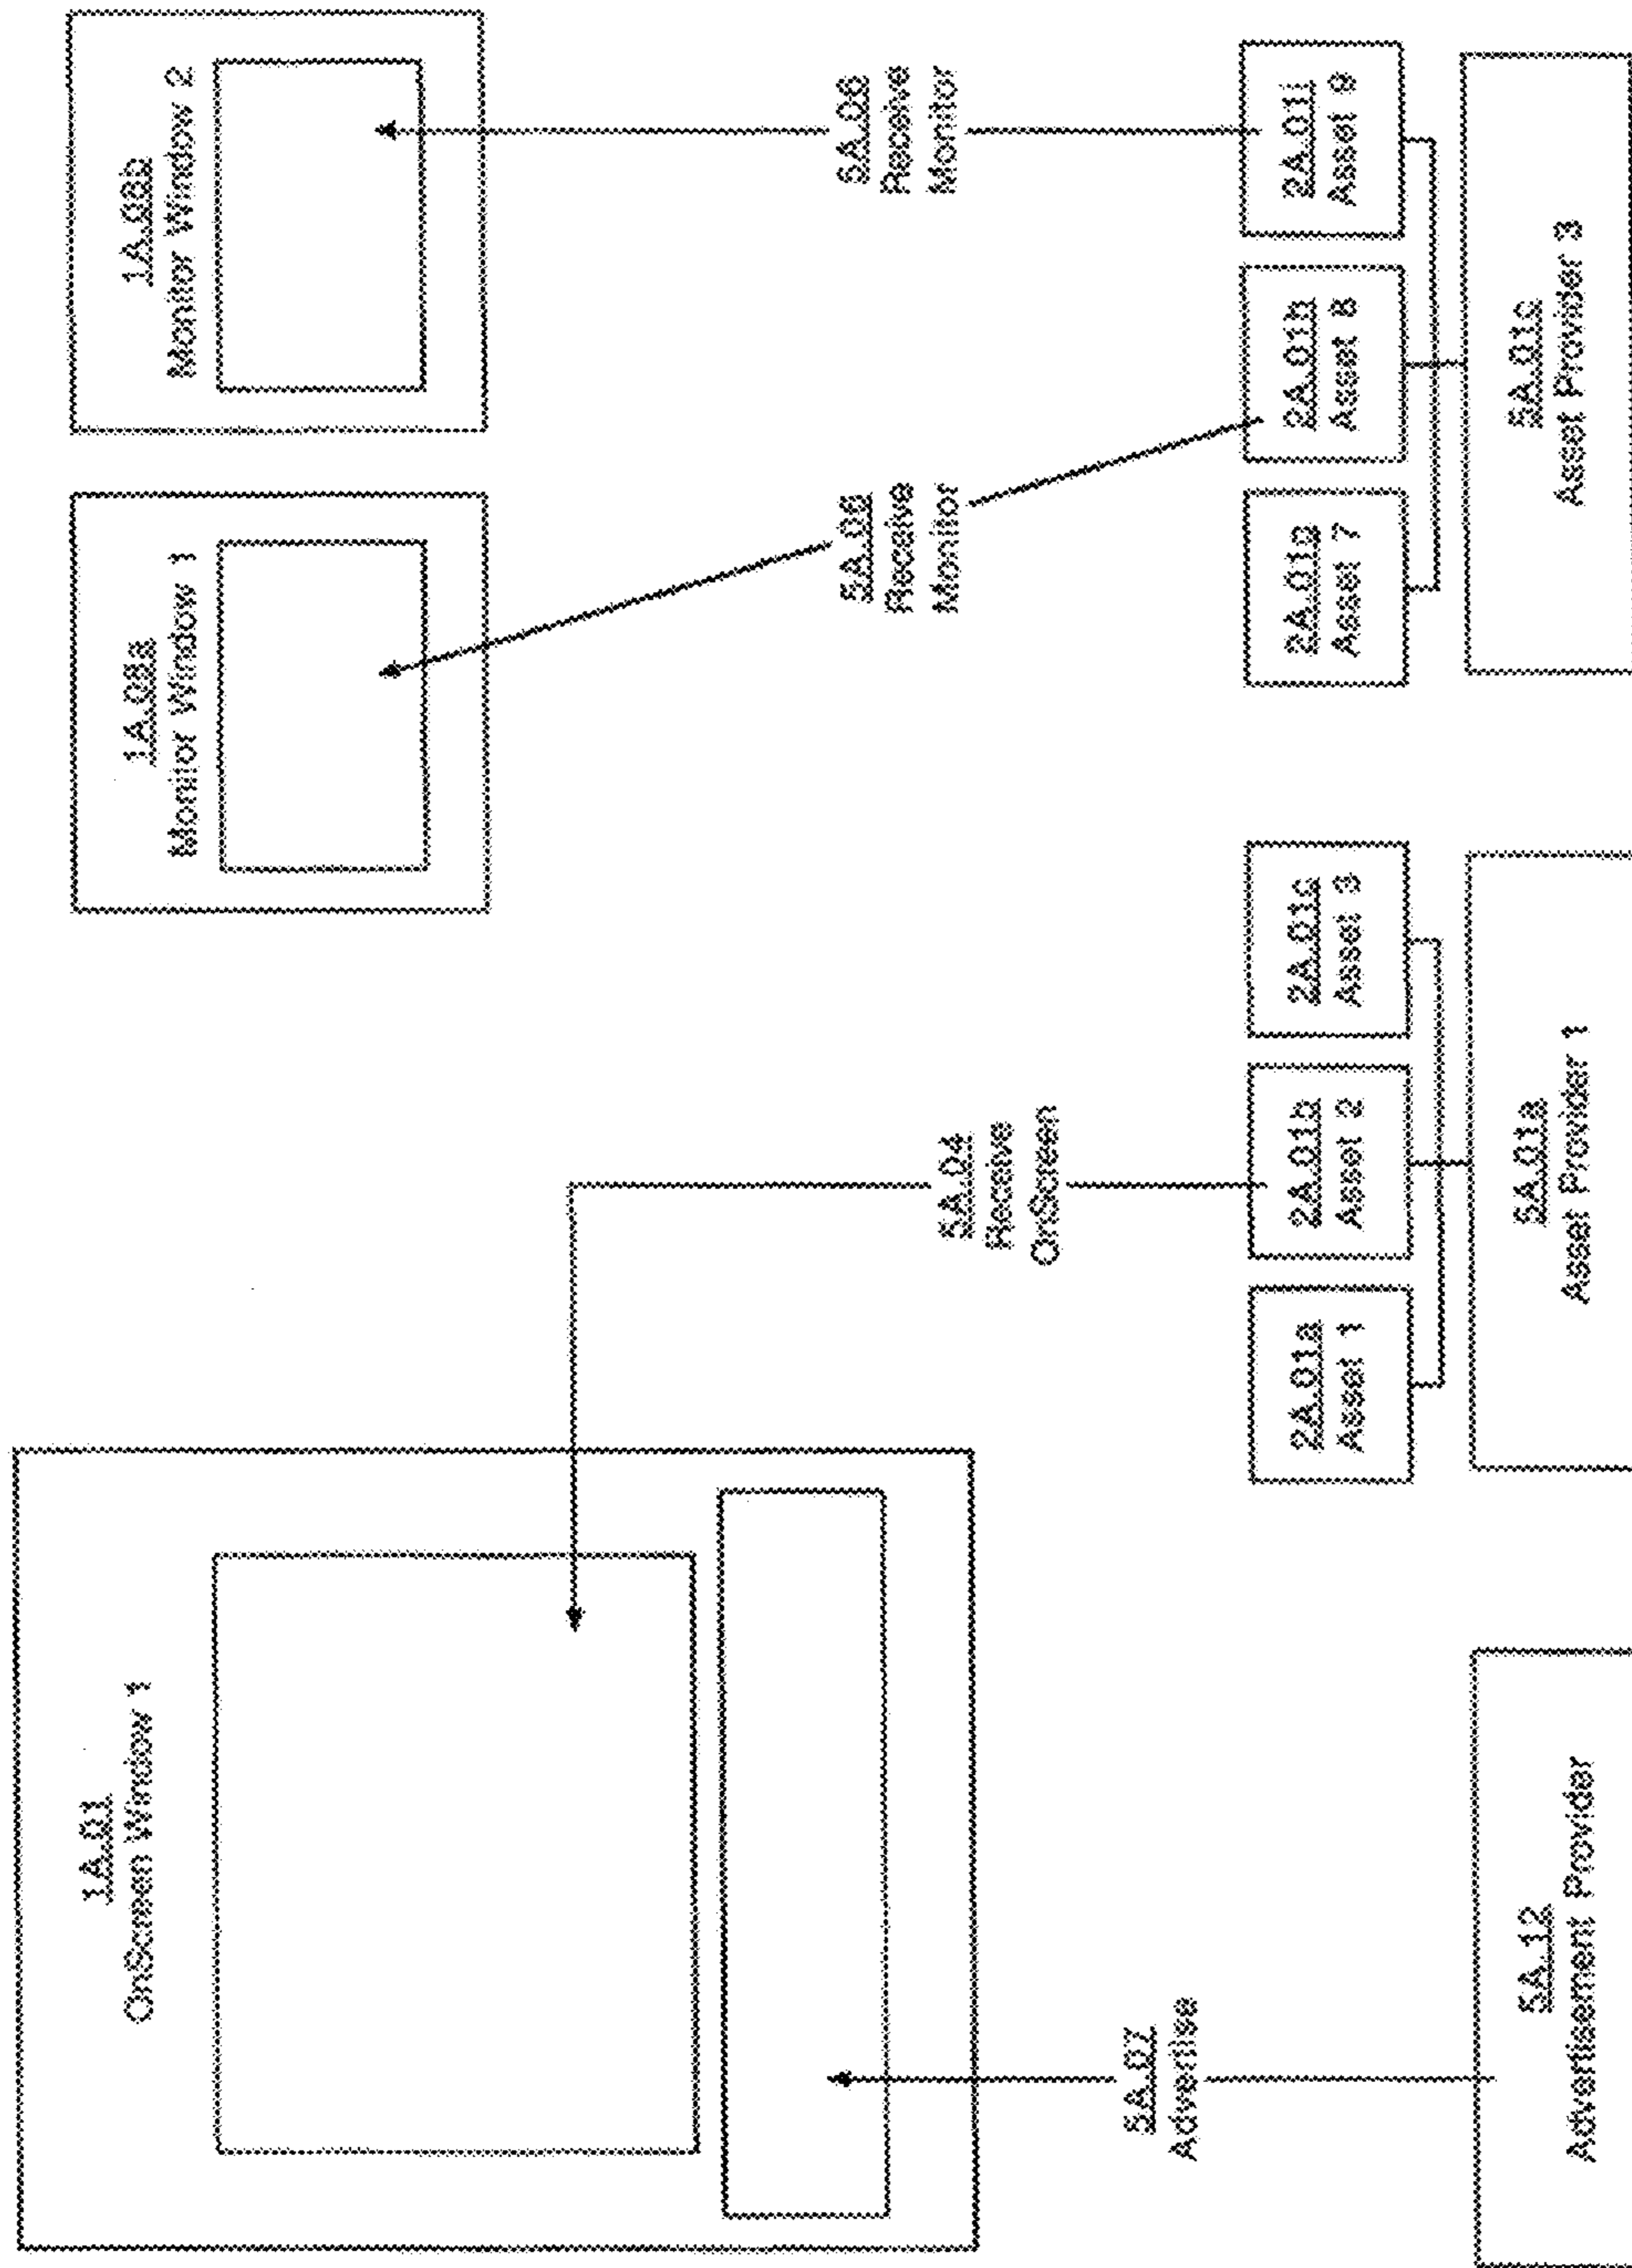 1A.01
OnScreen Window 1
1A.08a
Monitor Window 1
1A.08b
Monitor Window 2
5A.07
Advertise
5A.04
Receive
OnScreen
5A.06
Receive
Monitor
5A.06
Receive
Monitor
2A.01a
Asset 1
2A.01b
Asset 2
2A.01c
Asset 3
2A.01g
Asset 7
2A.01h
Asset 8
2A.01i
Asset 9
5A.12
Advertisement Provider
5A.01a
Asset Provider 1
5A.01c
Asset Provider 3